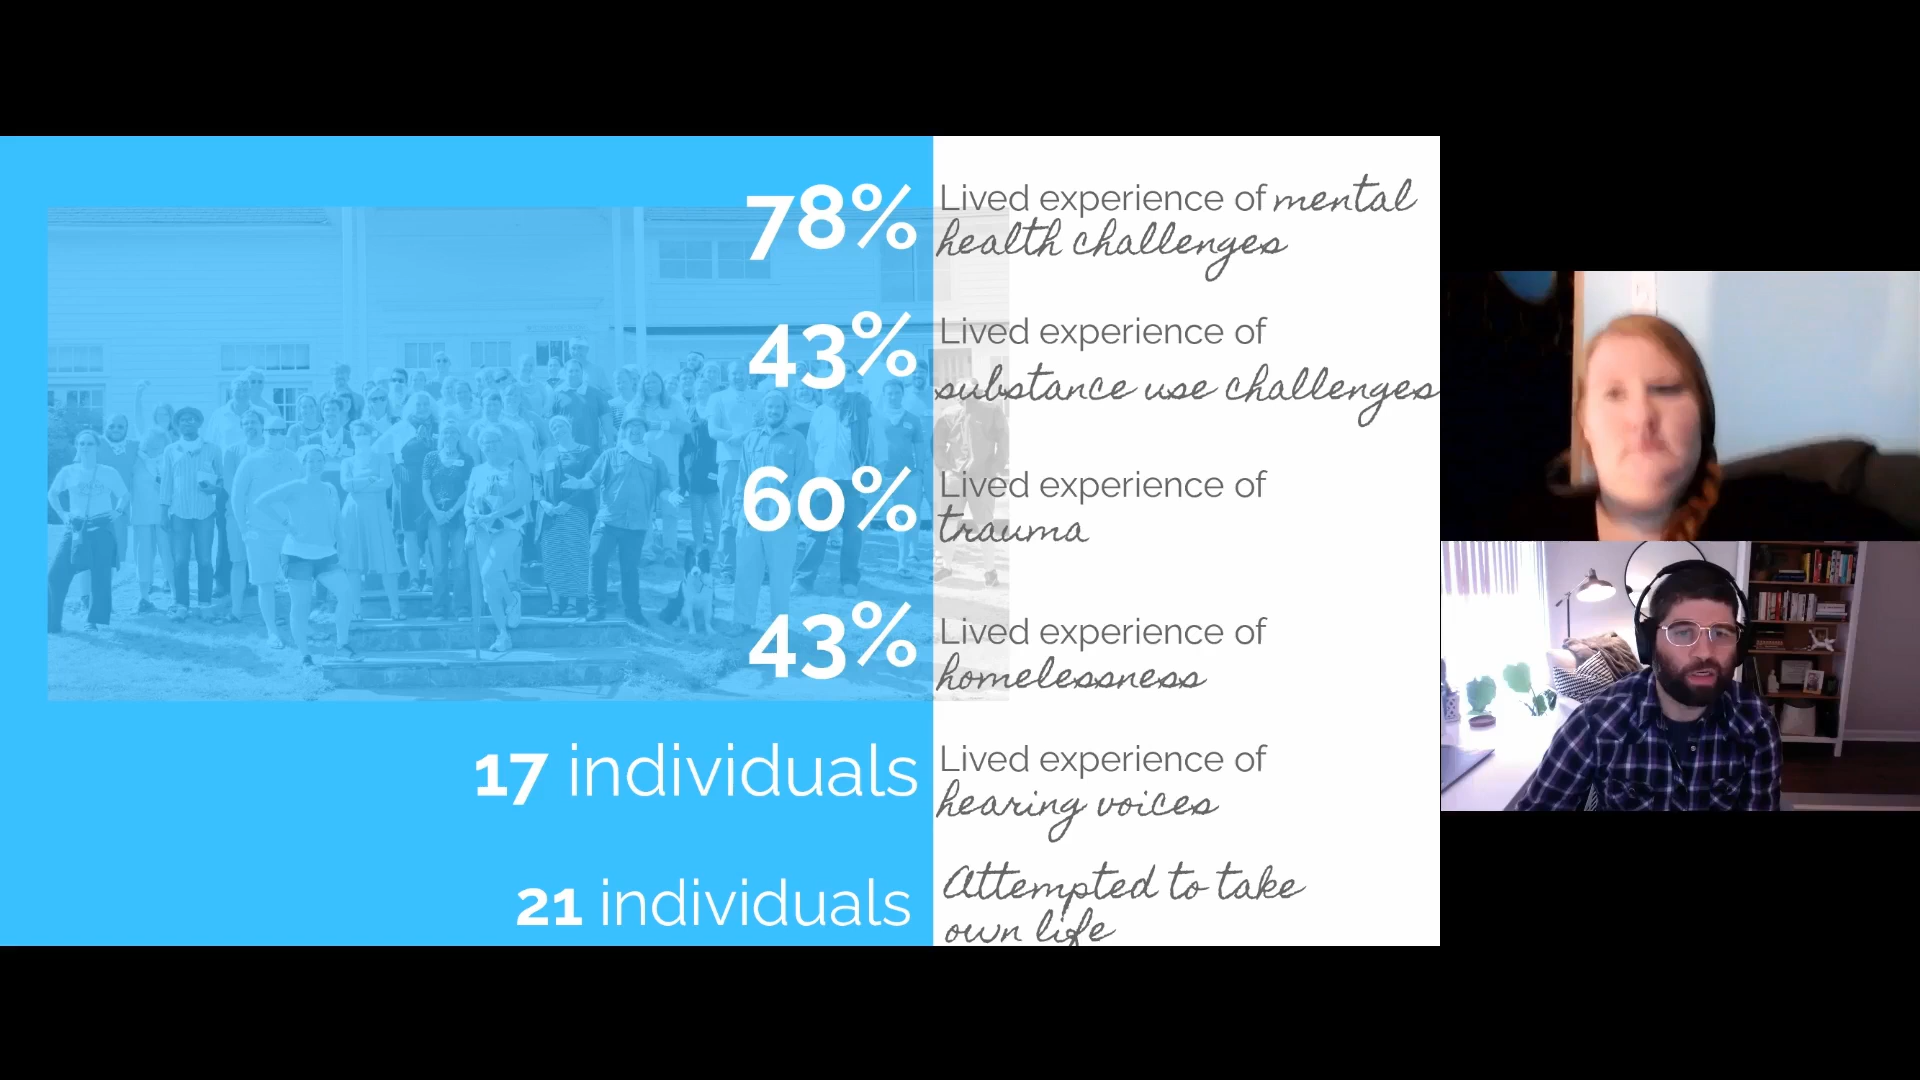 78% Lived experience of mental
health challenges
43% Lived experience of
substance use challenges
60% Lived experience of
trauma
43% Lived experience of
homelessness
17 individuals Lived experience of
hearing voices
21 individuals Attempted to take
own life